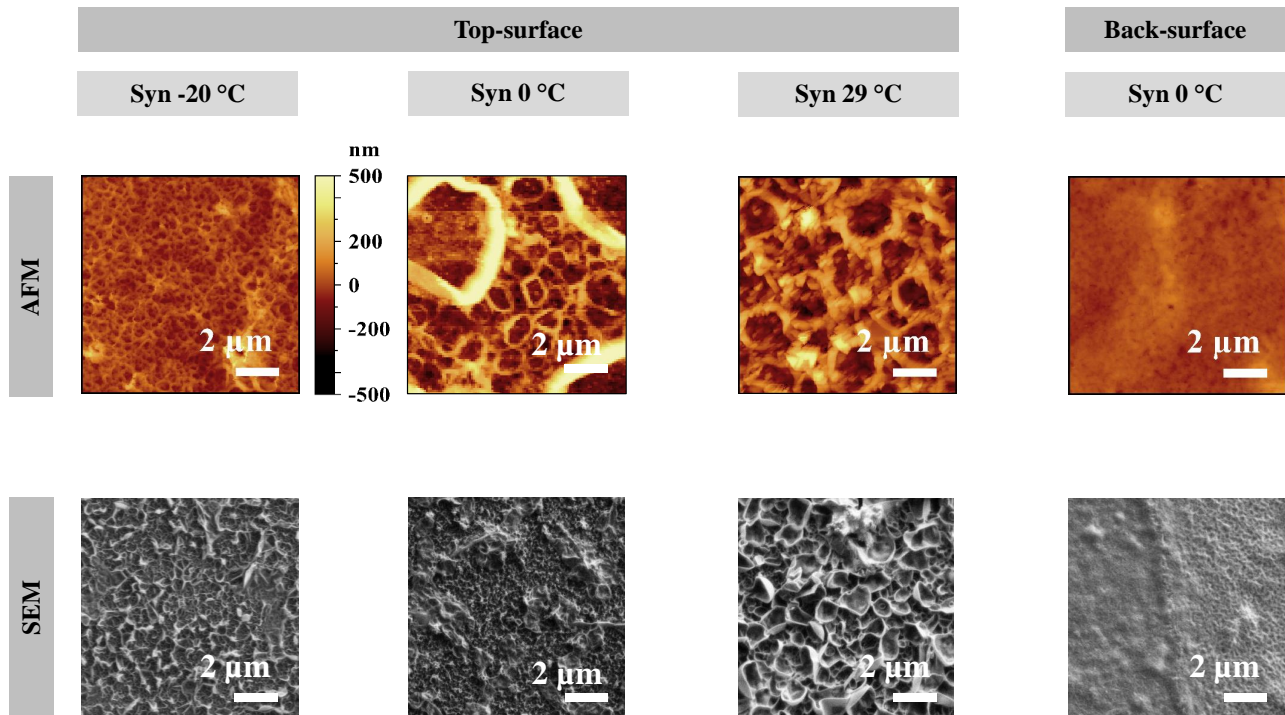 Top-surface
Back-surface
Syn -20 °C
Syn 0 °C
Syn 29 °C
Syn 0 °C
AFM
nm
500
200
0
-200
-500
2 µm
2 µm
2 µm
2 µm
SEM
2 µm
2 µm
2 µm
2 µm